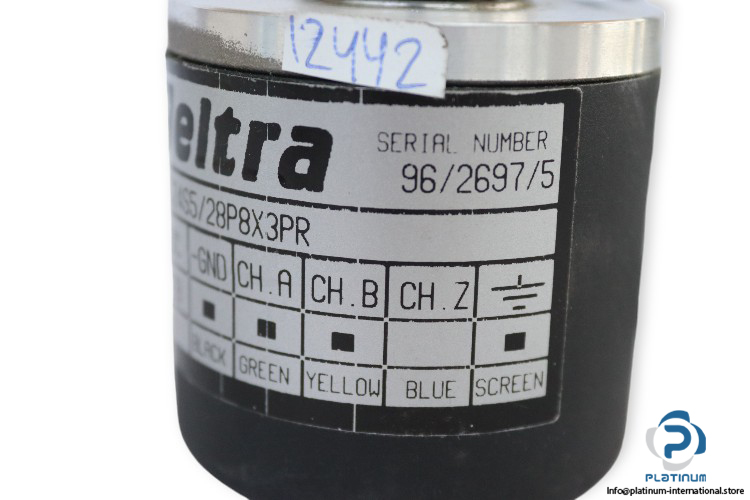 12442
eltra
SERIAL NUMBER
96/2697/5
S5/28P8X3PR
-GND CH.A CH.B CH.Z
BLACK GREEN YELLOW BLUE SCREEN
P
PLATINUM
Info@platinum-international.store